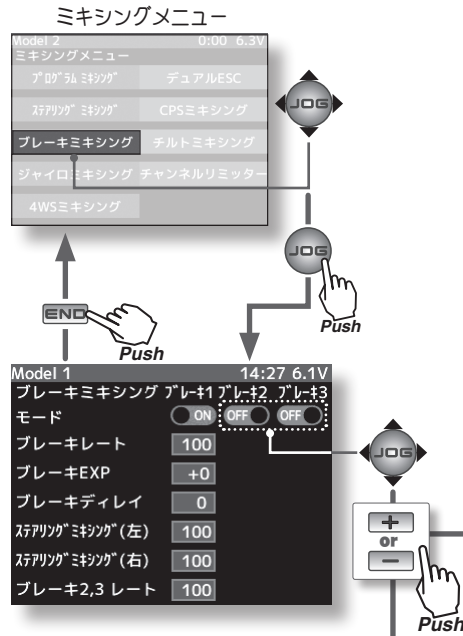 ミキシングメニュー
Model 2 0:00 6.3V
ミキシングメニュー
ﾌﾟﾛｸﾞﾗﾑ ﾐｷｼﾝｸﾞ デュアルESC
ｽﾃｱﾘﾝｸﾞ ﾐｷｼﾝｸﾞ CPSミキシング
ブレーキミキシング チルトミキシング
ジャイロミキシング チャンネルリミッター
4WSミキシング
JOG
JOG
Push
END
Push
Model 1 14:27 6.1V
ブレーキミキシング ﾌﾞﾚｰｷ1 ﾌﾞﾚｰｷ2 ﾌﾞﾚｰｷ3
モード ON OFF OFF
ブレーキレート 100
ブレーキEXP +0
ブレーキディレイ 0
ｽﾃｱﾘﾝｸﾞﾐｷｼﾝｸﾞ(左) 100
ｽﾃｱﾘﾝｸﾞﾐｷｼﾝｸﾞ(右) 100
ブレーキ2,3 レート 100
JOG
+
or
−
Push